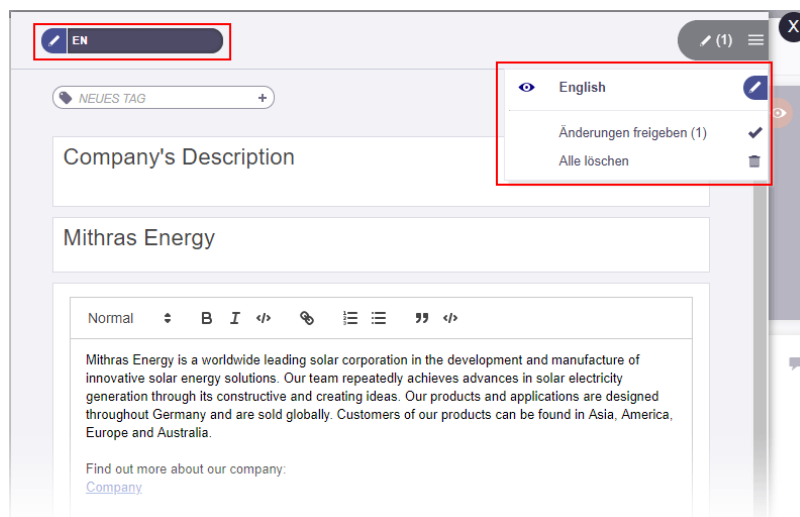 EN
(1)
X
English
NEUES TAG +
Änderungen freigeben (1)
Alle löschen
Company's Description
Mithras Energy
Normal B I </> </>
Mithras Energy is a worldwide leading solar corporation in the development and manufacture of
innovative solar energy solutions. Our team repeatedly achieves advances in solar electricity
generation through its constructive and creating ideas. Our products and applications are designed
throughout Germany and are sold globally. Customers of our products can be found in Asia, America,
Europe and Australia.
Find out more about our company:
Company